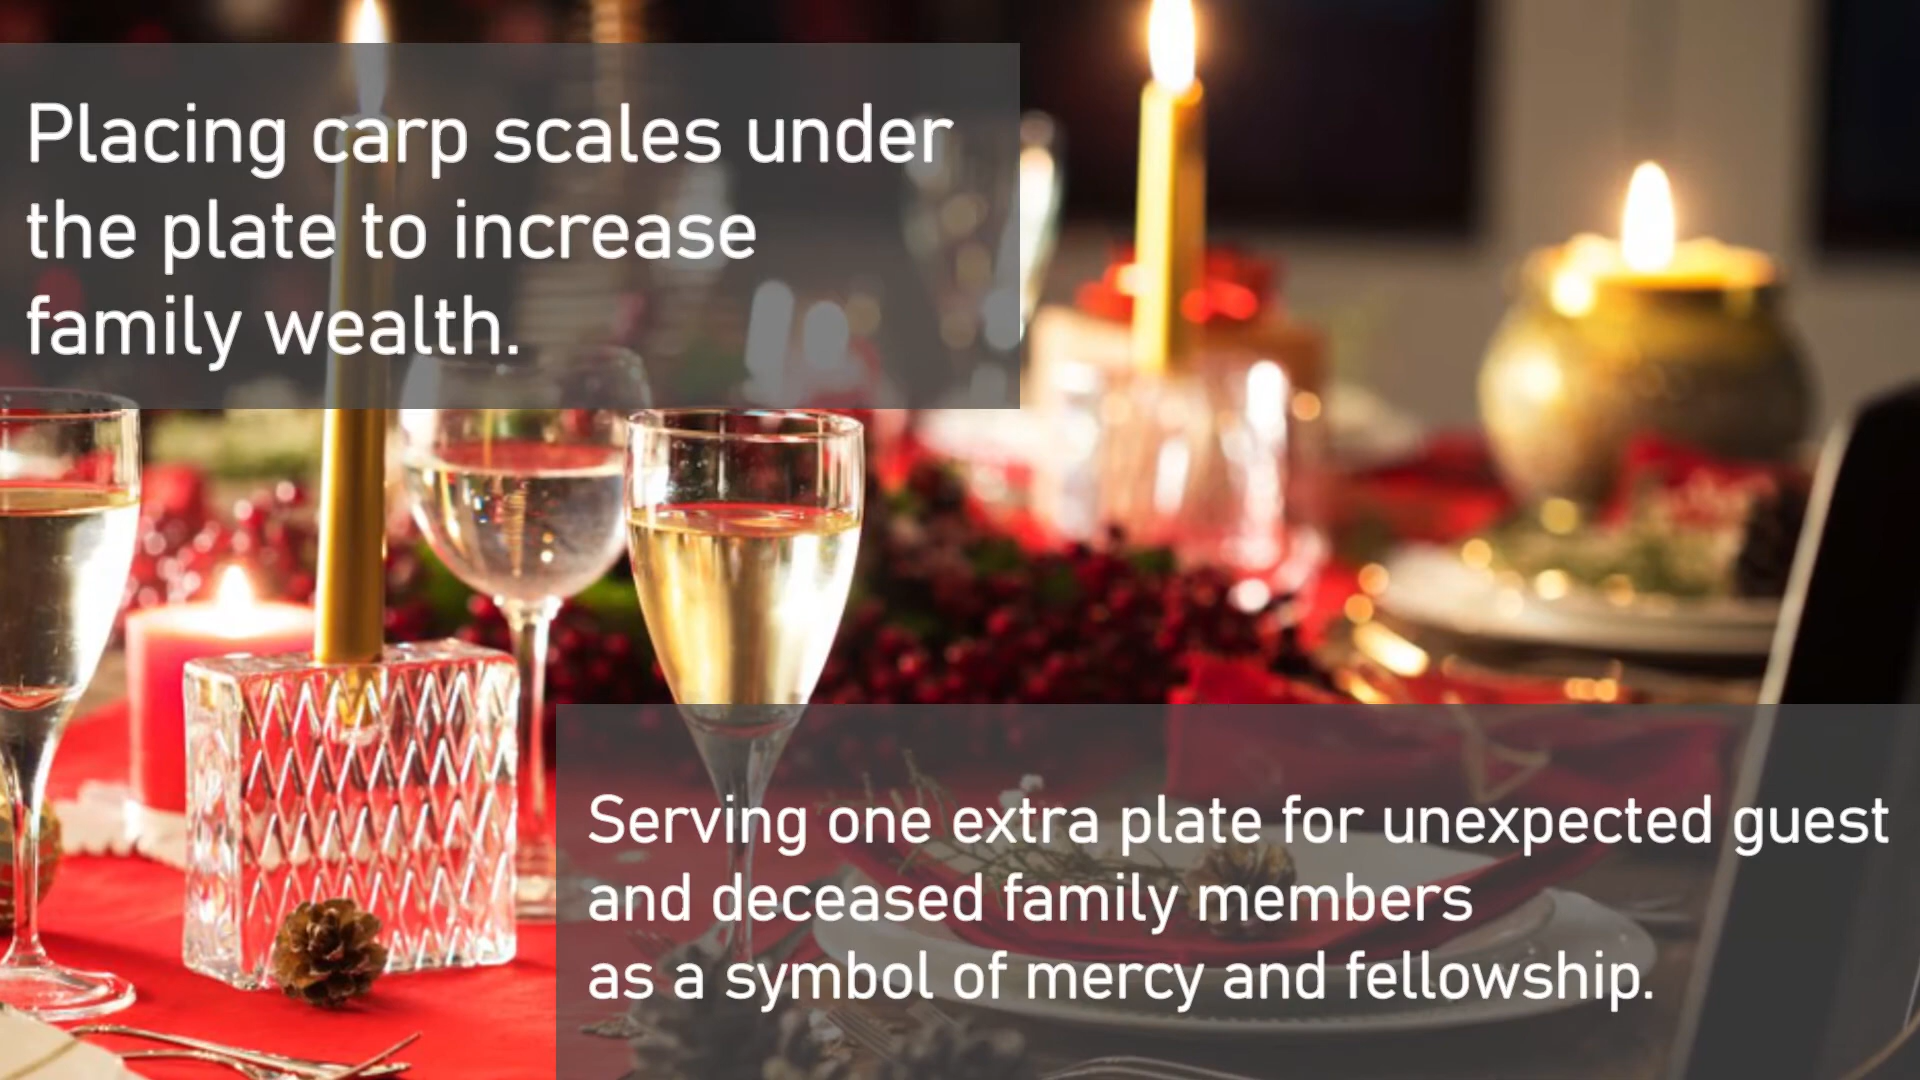 Placing carp scales under
the plate to increase
family wealth.
Serving one extra plate for unexpected guest
and deceased family members
as a symbol of mercy and fellowship.